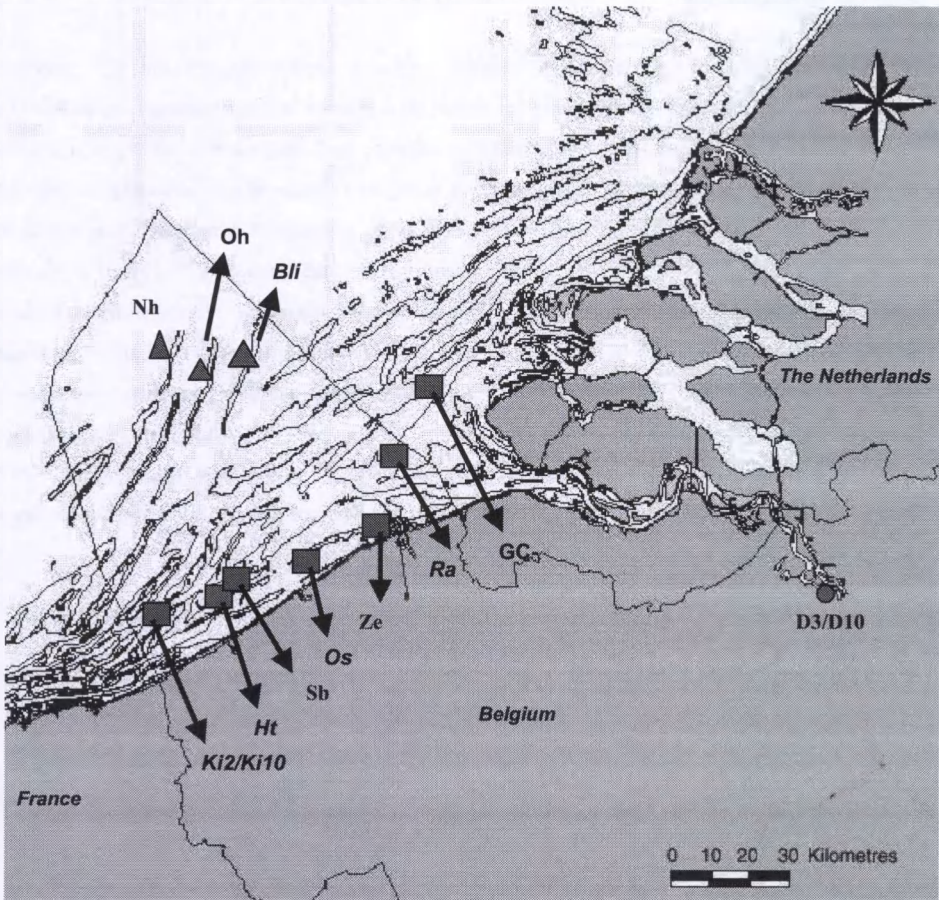 Oh
Bli
Nh
The Netherlands
GC
Ra
D3/D10
Ze
Os
Sb
Belgium
Ht
Ki2/Ki10
France
0 10 20 30 Kilometres